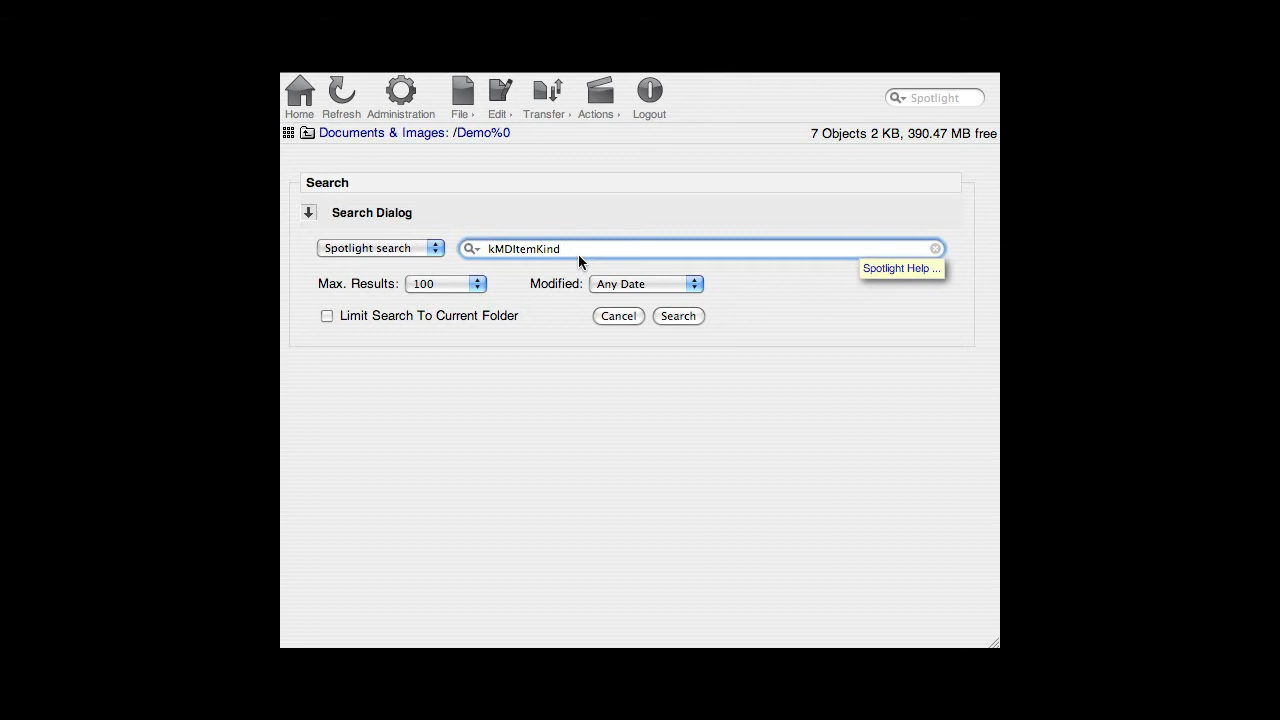 Home Refresh Administration File Edit Transfer Actions Logout Spotlight
Documents & Images: /Demo%0 7 Objects 2 KB, 390.47 MB free
Search
Search Dialog
Spotlight search kMDItemKind
Spotlight Help ...
Max. Results: 100 Modified: Any Date
Limit Search To Current Folder Cancel Search